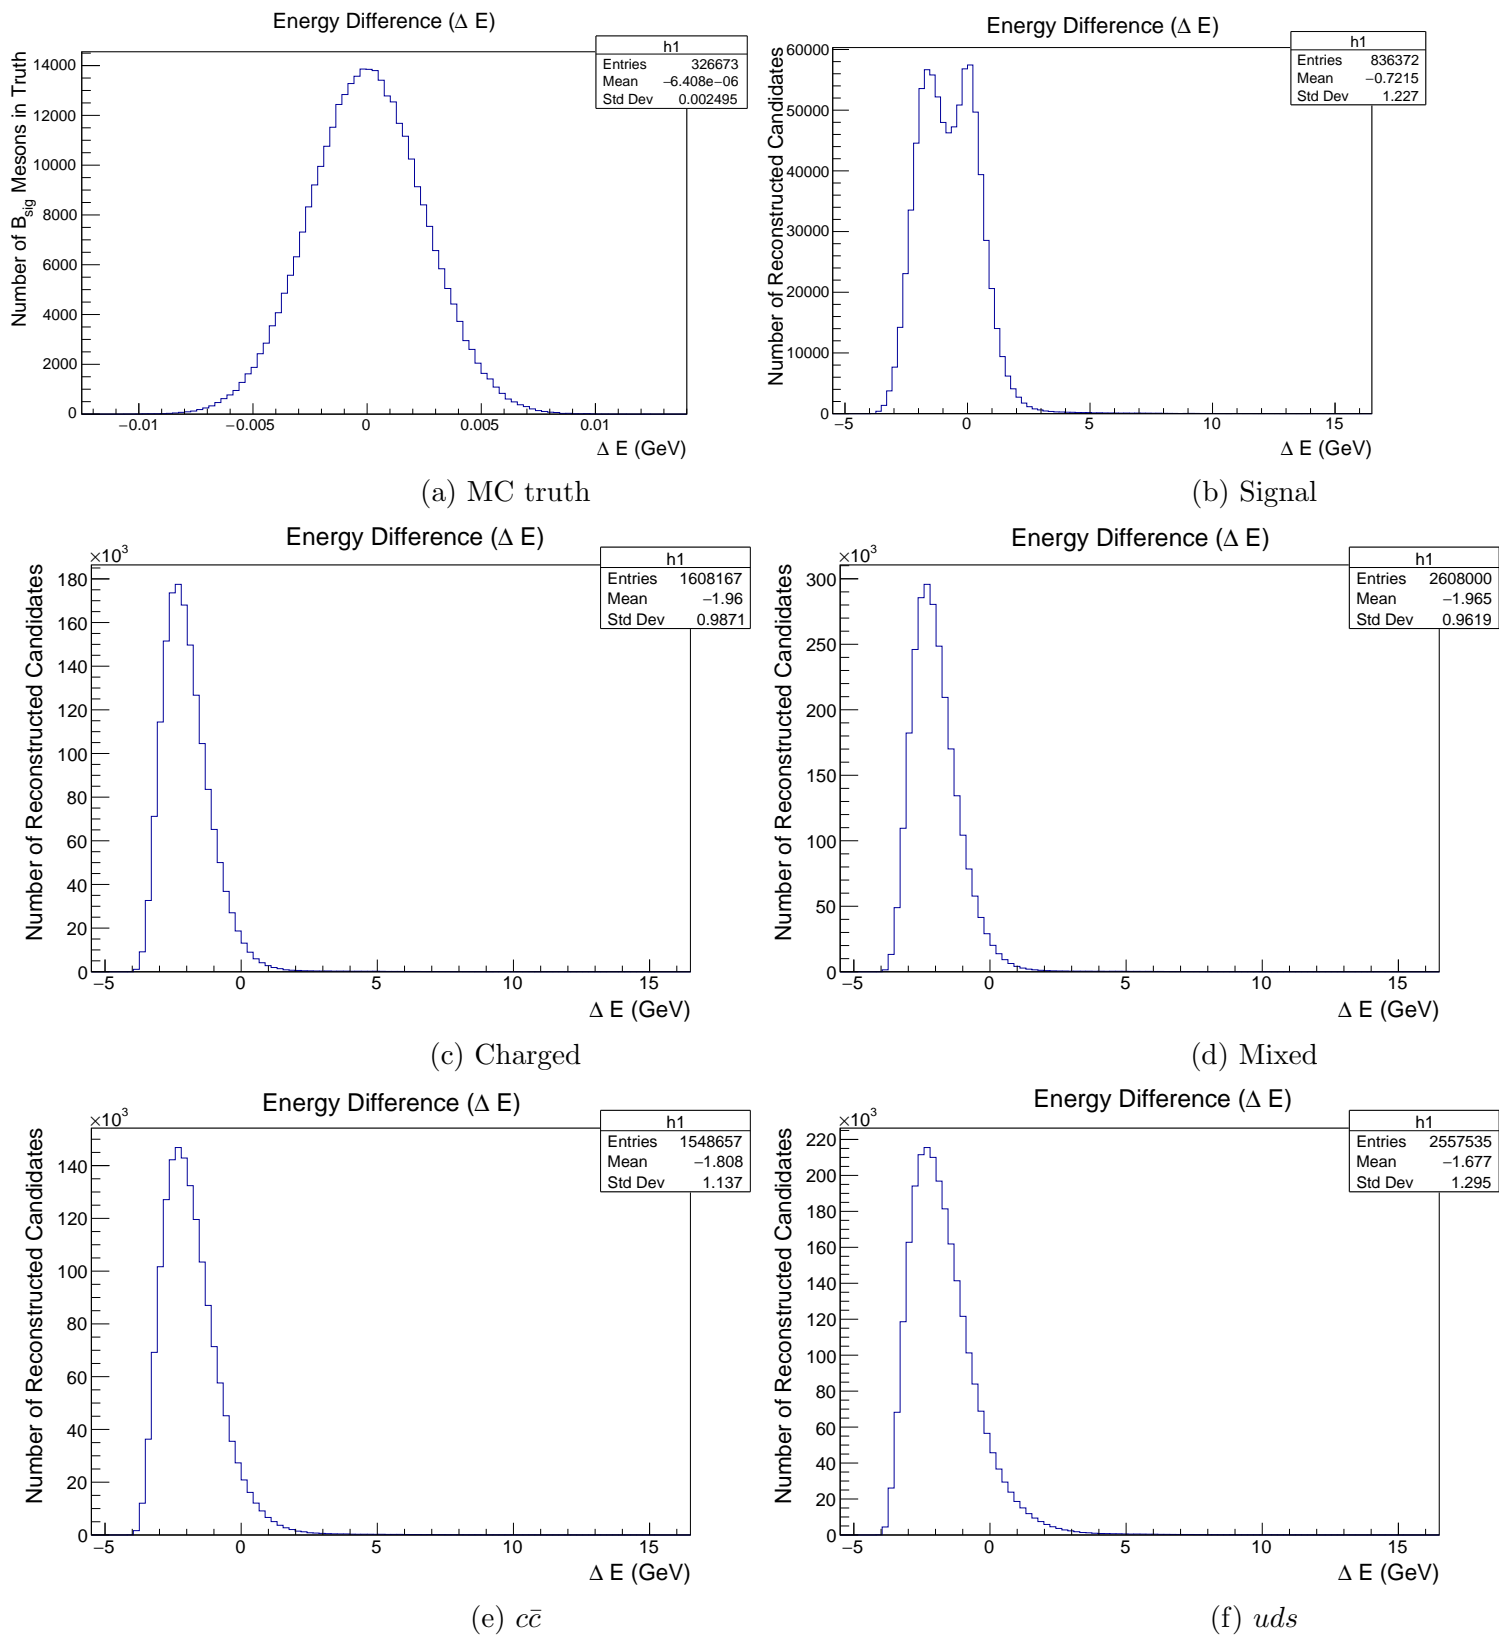 Energy Difference (Δ E)
h1
Entries 326673
Mean −6.408e−06
Std Dev 0.002495
Number of B_sig Mesons in Truth
14000
12000
10000
8000
6000
4000
2000
0
−0.01 −0.005 0 0.005 0.01
Δ E (GeV)
(a) MC truth
Energy Difference (Δ E)
h1
Entries 836372
Mean −0.7215
Std Dev 1.227
Number of Reconstructed Candidates
60000
50000
40000
30000
20000
10000
0
−5 0 5 10 15
Δ E (GeV)
(b) Signal
Energy Difference (Δ E)
×10³
h1
Entries 1608167
Mean −1.96
Std Dev 0.9871
Number of Reconstructed Candidates
180
160
140
120
100
80
60
40
20
0
−5 0 5 10 15
Δ E (GeV)
(c) Charged
Energy Difference (Δ E)
×10³
h1
Entries 2608000
Mean −1.965
Std Dev 0.9619
Number of Reconstructed Candidates
300
250
200
150
100
50
0
−5 0 5 10 15
Δ E (GeV)
(d) Mixed
Energy Difference (Δ E)
×10³
h1
Entries 1548657
Mean −1.808
Std Dev 1.137
Number of Reconstructed Candidates
140
120
100
80
60
40
20
0
−5 0 5 10 15
Δ E (GeV)
(e) cc̄
Energy Difference (Δ E)
×10³
h1
Entries 2557535
Mean −1.677
Std Dev 1.295
Number of Reconstructed Candidates
220
200
180
160
140
120
100
80
60
40
20
0
−5 0 5 10 15
Δ E (GeV)
(f) uds